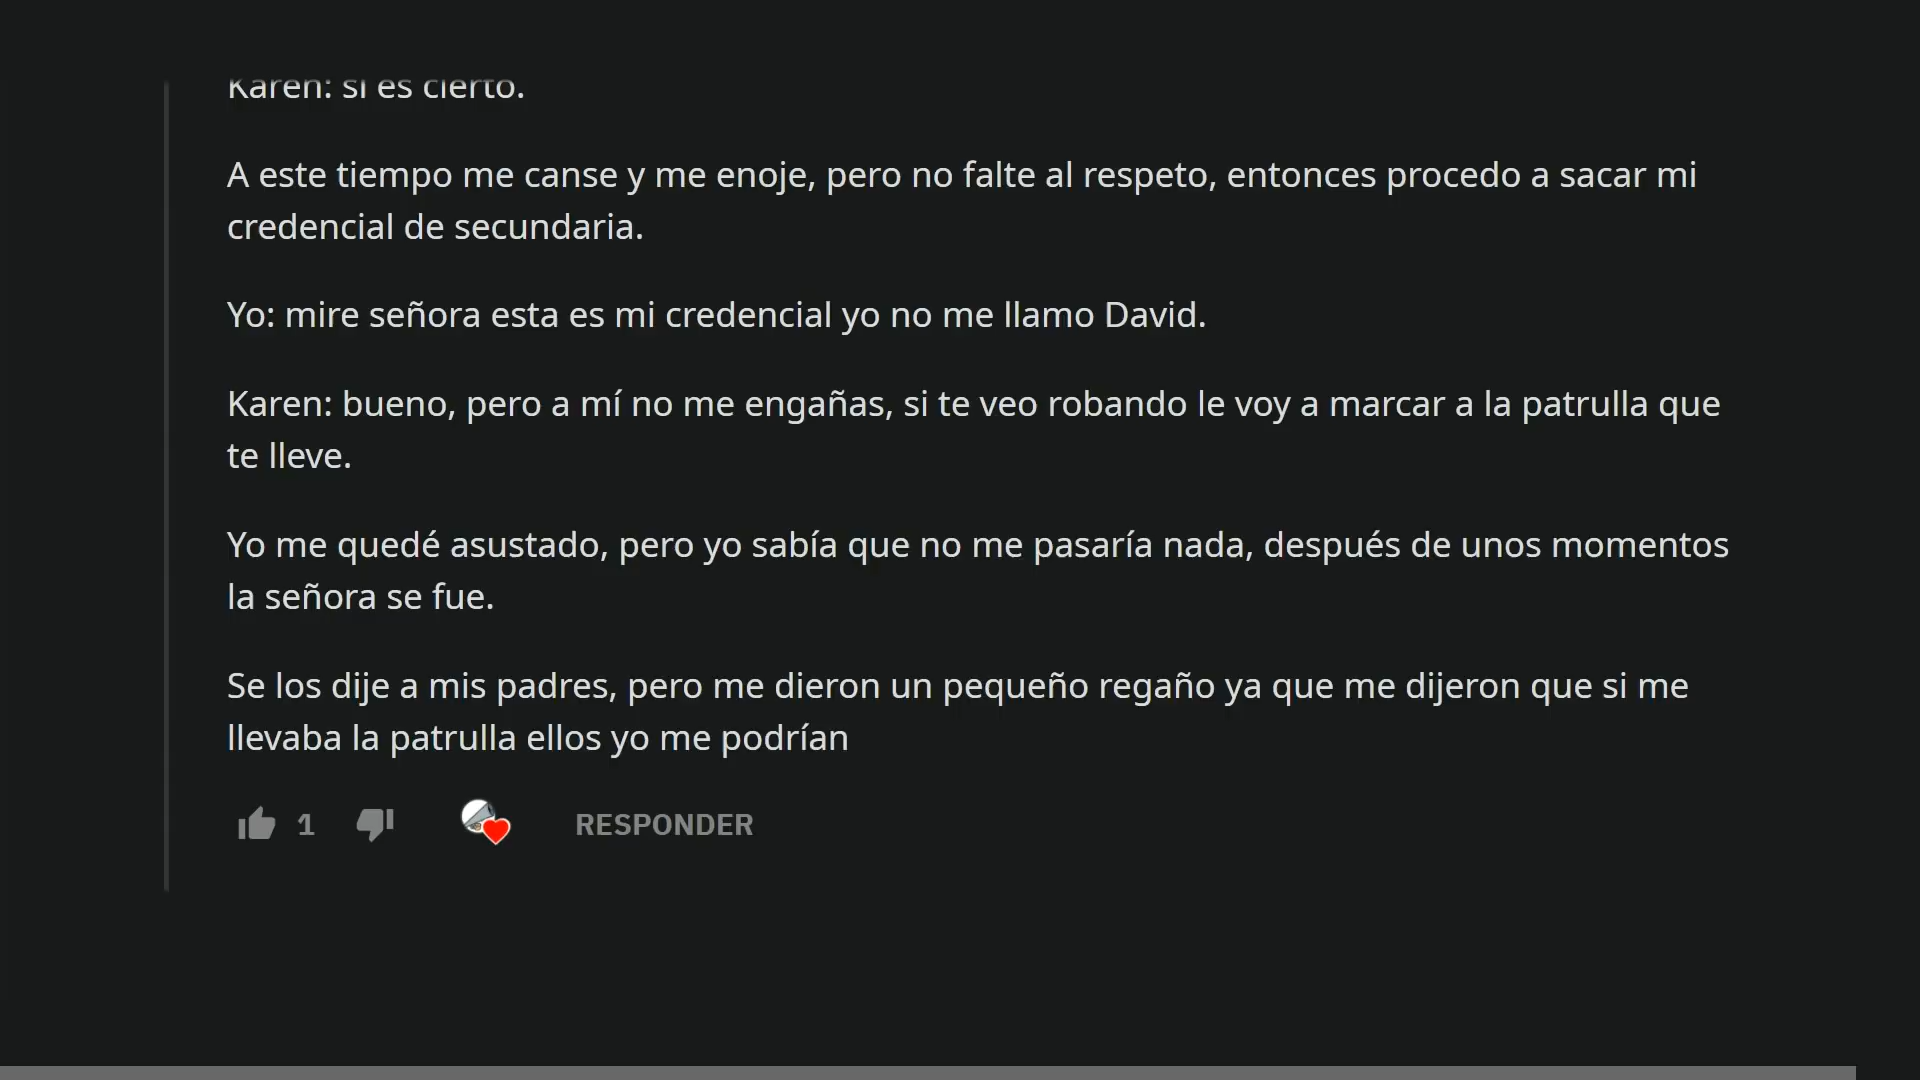 Karen: si es cierto.
A este tiempo me canse y me enoje, pero no falte al respeto, entonces procedo a sacar mi
credencial de secundaria.
Yo: mire señora esta es mi credencial yo no me llamo David.
Karen: bueno, pero a mí no me engañas, si te veo robando le voy a marcar a la patrulla que
te lleve.
Yo me quedé asustado, pero yo sabía que no me pasaría nada, después de unos momentos
la señora se fue.
Se los dije a mis padres, pero me dieron un pequeño regaño ya que me dijeron que si me
llevaba la patrulla ellos yo me podrían
1 RESPONDER